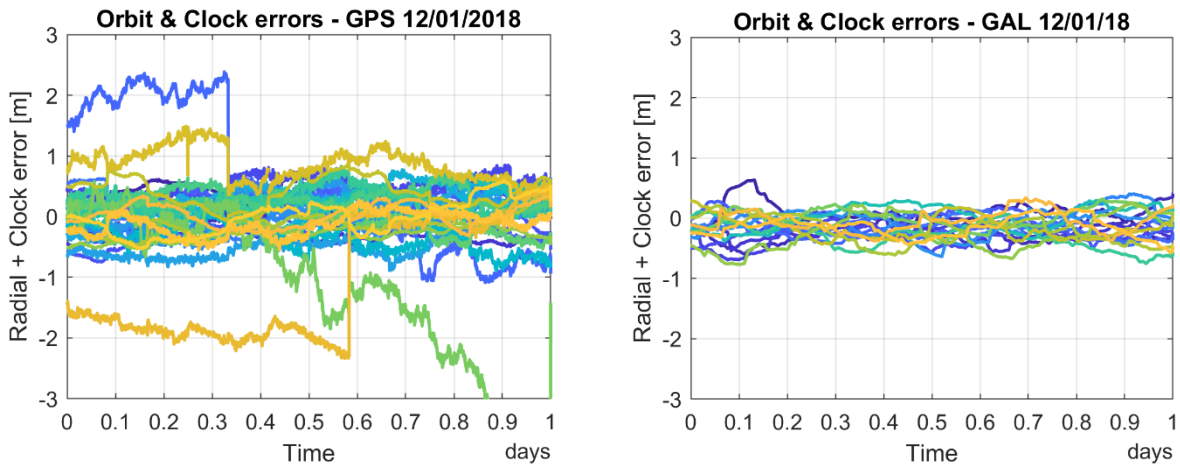 Orbit & Clock errors - GPS 12/01/2018
Radial + Clock error [m]
3
2
1
0
-1
-2
-3
0 0.1 0.2 0.3 0.4 0.5 0.6 0.7 0.8 0.9 1
Time
days
Orbit & Clock errors - GAL 12/01/18
Radial + Clock error [m]
3
2
1
0
-1
-2
-3
0 0.1 0.2 0.3 0.4 0.5 0.6 0.7 0.8 0.9 1
Time
days